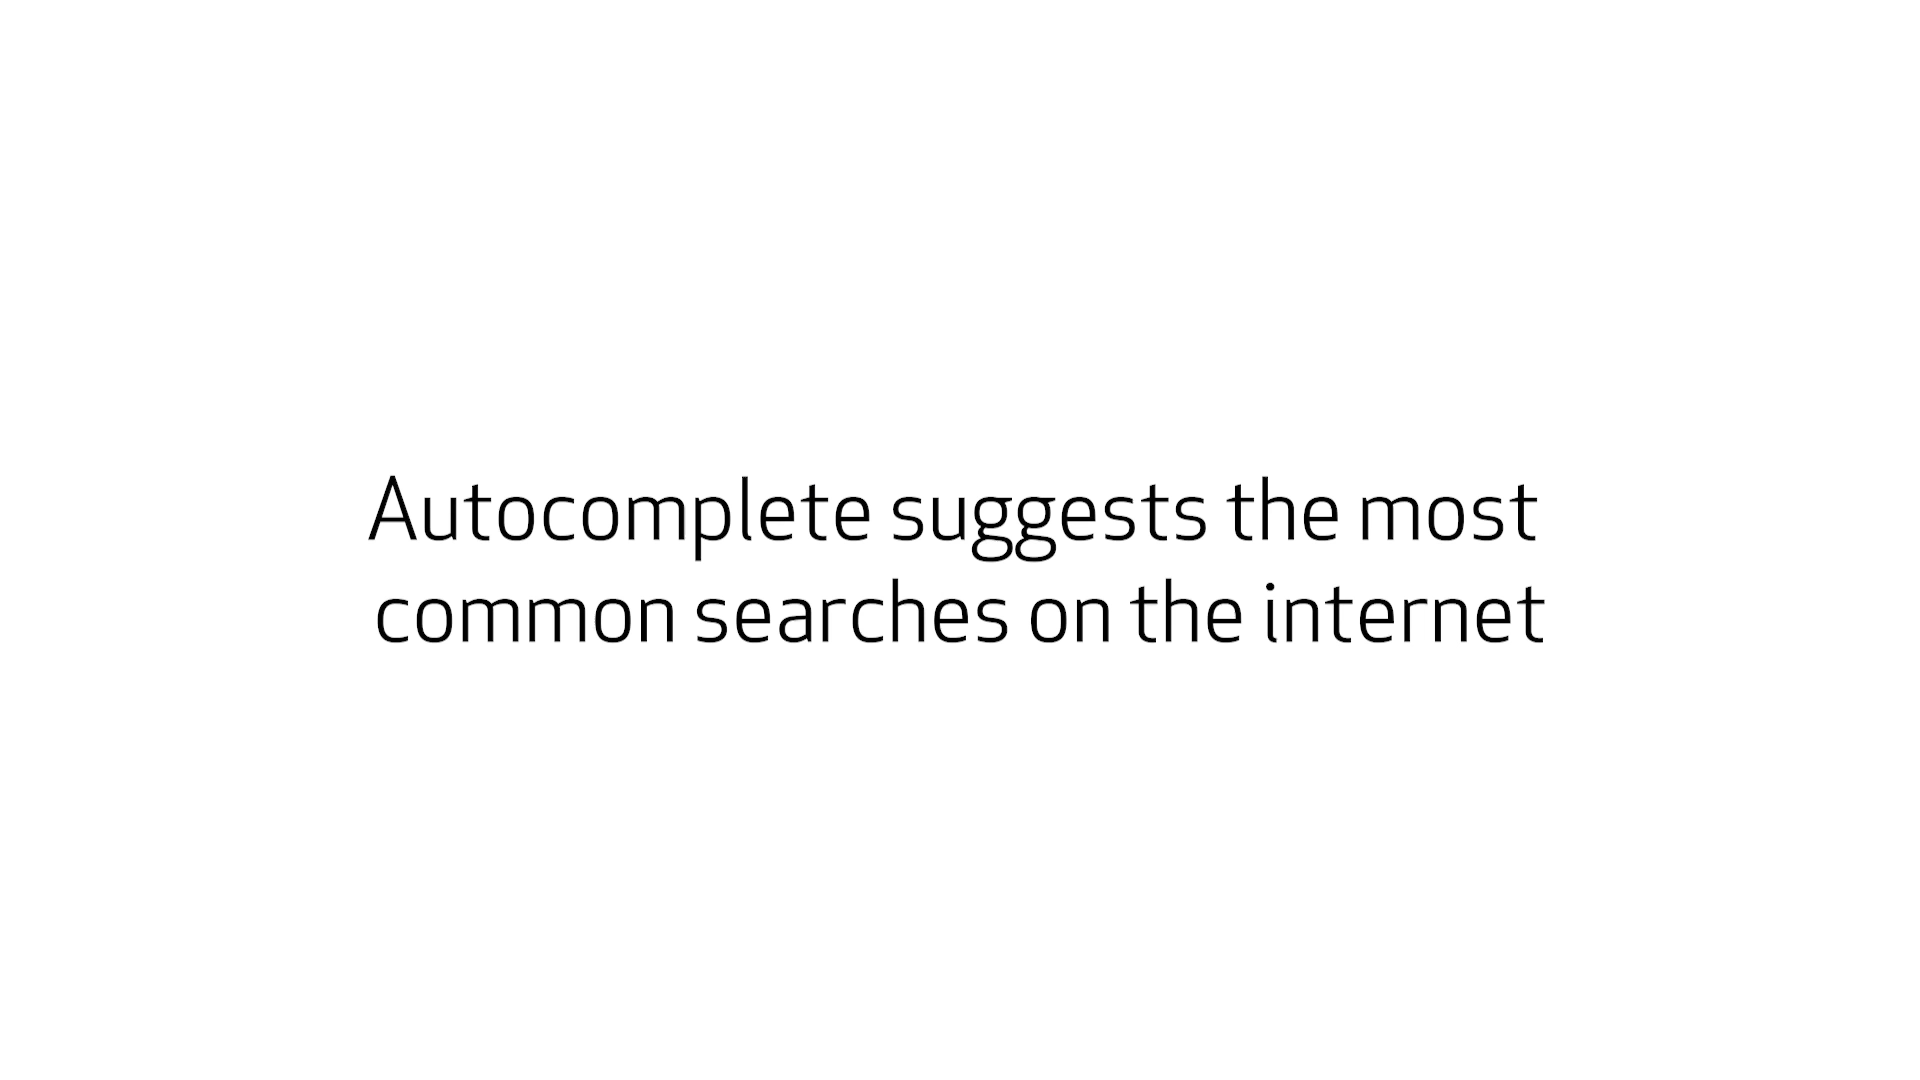 Autocomplete suggests the most
common searches on the internet